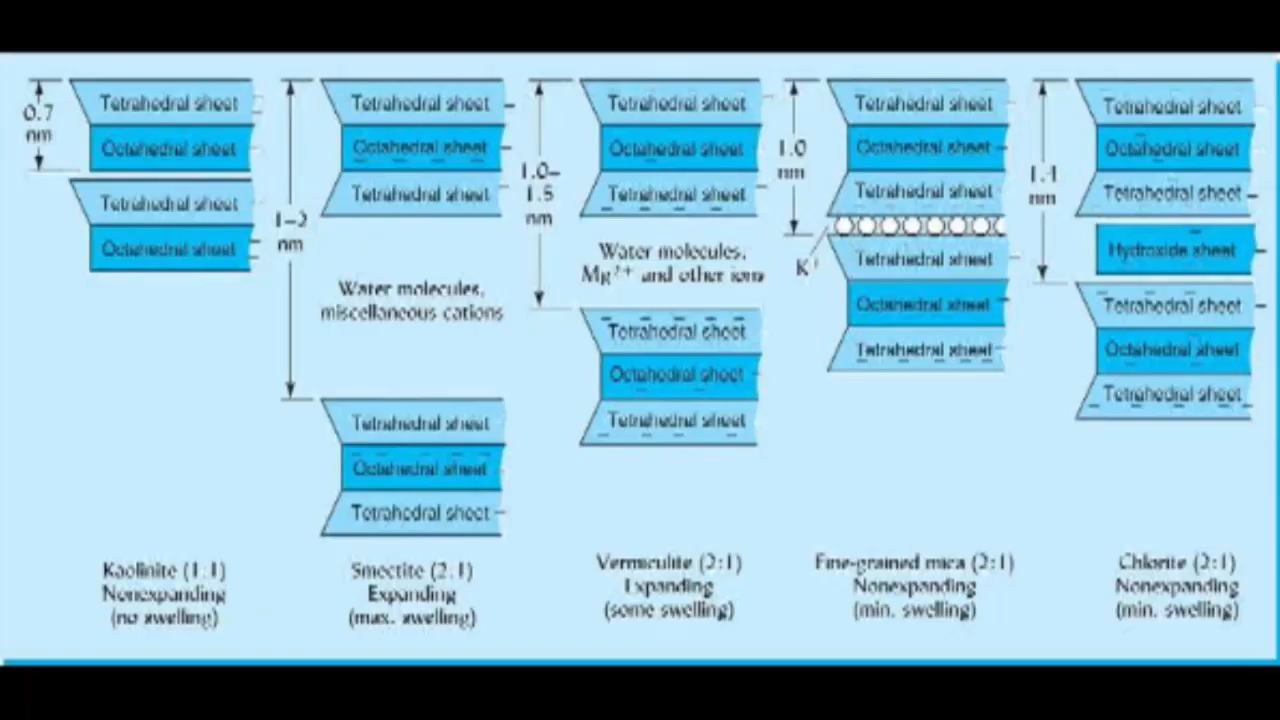 0.7
nm
Tetrahedral sheet
Octahedral sheet
Tetrahedral sheet
Octahedral sheet
Kaolinite (1:1)
Nonexpanding
(no swelling)
1–2
nm
Tetrahedral sheet
Octahedral sheet
Tetrahedral sheet
Water molecules,
miscellaneous cations
Tetrahedral sheet
Octahedral sheet
Tetrahedral sheet
Smectite (2:1)
Expanding
(max. swelling)
1.0–
1.5
nm
Tetrahedral sheet
Octahedral sheet
Tetrahedral sheet
Water molecules,
Mg²⁺ and other ions
Tetrahedral sheet
Octahedral sheet
Tetrahedral sheet
Vermiculite (2:1)
Expanding
(some swelling)
1.0
nm
Tetrahedral sheet
Octahedral sheet
Tetrahedral sheet
K⁺
Tetrahedral sheet
Octahedral sheet
Tetrahedral sheet
Fine-grained mica (2:1)
Nonexpanding
(min. swelling)
1.4
nm
Tetrahedral sheet
Octahedral sheet
Tetrahedral sheet
Hydroxide sheet
Tetrahedral sheet
Octahedral sheet
Tetrahedral sheet
Chlorite (2:1)
Nonexpanding
(min. swelling)